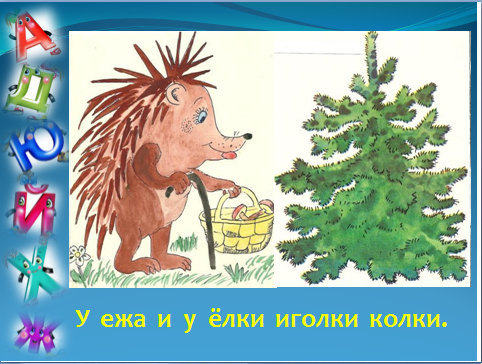 А
Д
Ю
Й
Х
Ж
У ежа и у ёлки иголки колки.